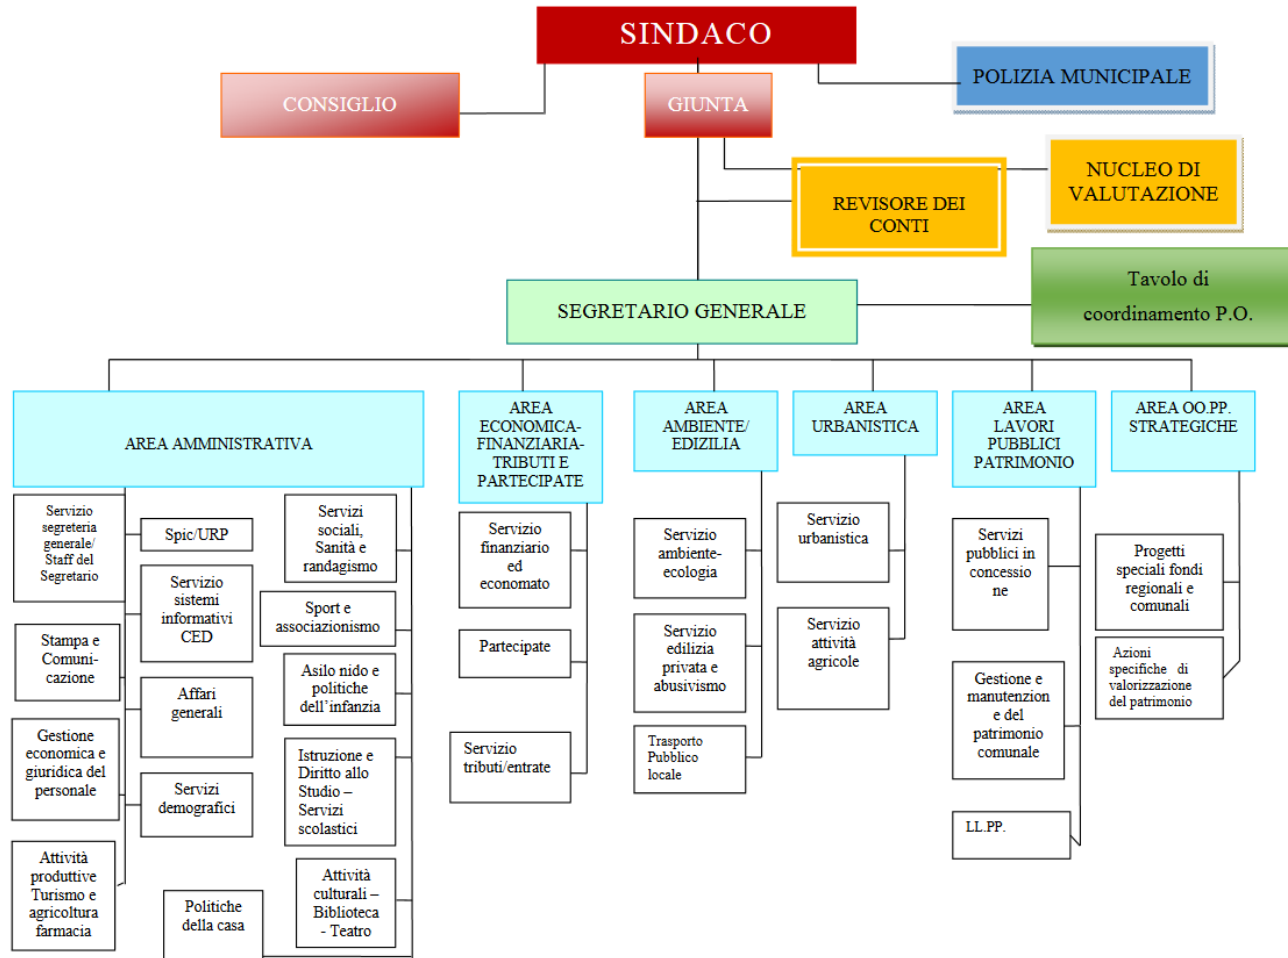 SINDACO
CONSIGLIO
GIUNTA
POLIZIA MUNICIPALE
NUCLEO DI
VALUTAZIONE
REVISORE DEI
CONTI
Tavolo di
coordinamento P.O.
SEGRETARIO GENERALE
AREA AMMINISTRATIVA
AREA
ECONOMICA-
FINANZIARIA-
TRIBUTI E
PARTECIPATE
AREA
AMBIENTE/
EDIZILIA
AREA
URBANISTICA
AREA
LAVORI
PUBBLICI
PATRIMONIO
AREA OO.PP.
STRATEGICHE
Servizio
segreteria
generale/
Staff del
Segretario
Stampa e
Comuni-
cazione
Gestione
economica e
giuridica del
personale
Attività
produttive
Turismo e
agricoltura
farmacia
Spic/URP
Servizio
sistemi
informativi
CED
Affari
generali
Servizi
demografici
Politiche
della casa
Servizi
sociali,
Sanità e
randagismo
Sport e
associazionismo
Asilo nido e
politiche
dell’infanzia
Istruzione e
Diritto allo
Studio –
Servizi
scolastici
Attività
culturali –
Biblioteca
- Teatro
Servizio
finanziario
ed
economato
Partecipate
Servizio
tributi/entrate
Servizio
ambiente-
ecologia
Servizio
edilizia
privata e
abusivismo
Trasporto
Pubblico
locale
Servizio
urbanistica
Servizio
attività
agricole
Servizi
pubblici in
concessio
ne
Gestione e
manutenzion
e del
patrimonio
comunale
LL.PP.
Progetti
speciali fondi
regionali e
comunali
Azioni
specifiche di
valorizzazione
del patrimonio